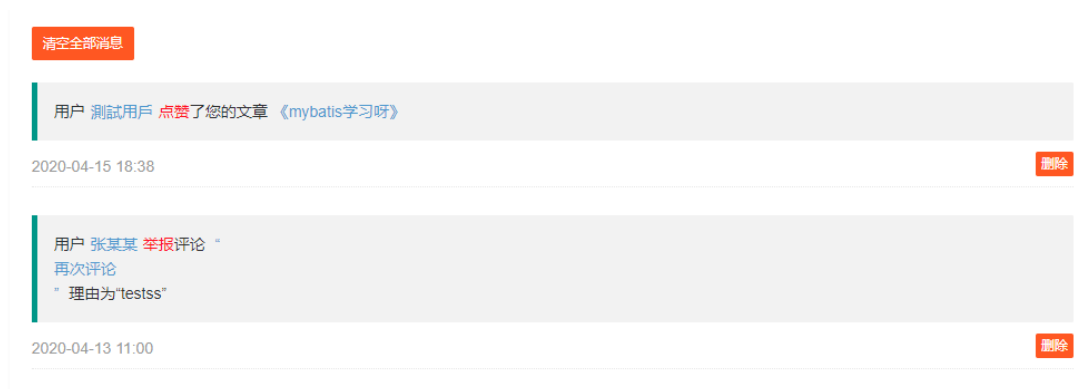 清空全部消息
用户 測試用戶 点赞了您的文章 《mybatis学习呀》
2020-04-15 18:38
删除
用户 张某某 举报评论 “
再次评论
” 理由为“testss”
2020-04-13 11:00
删除